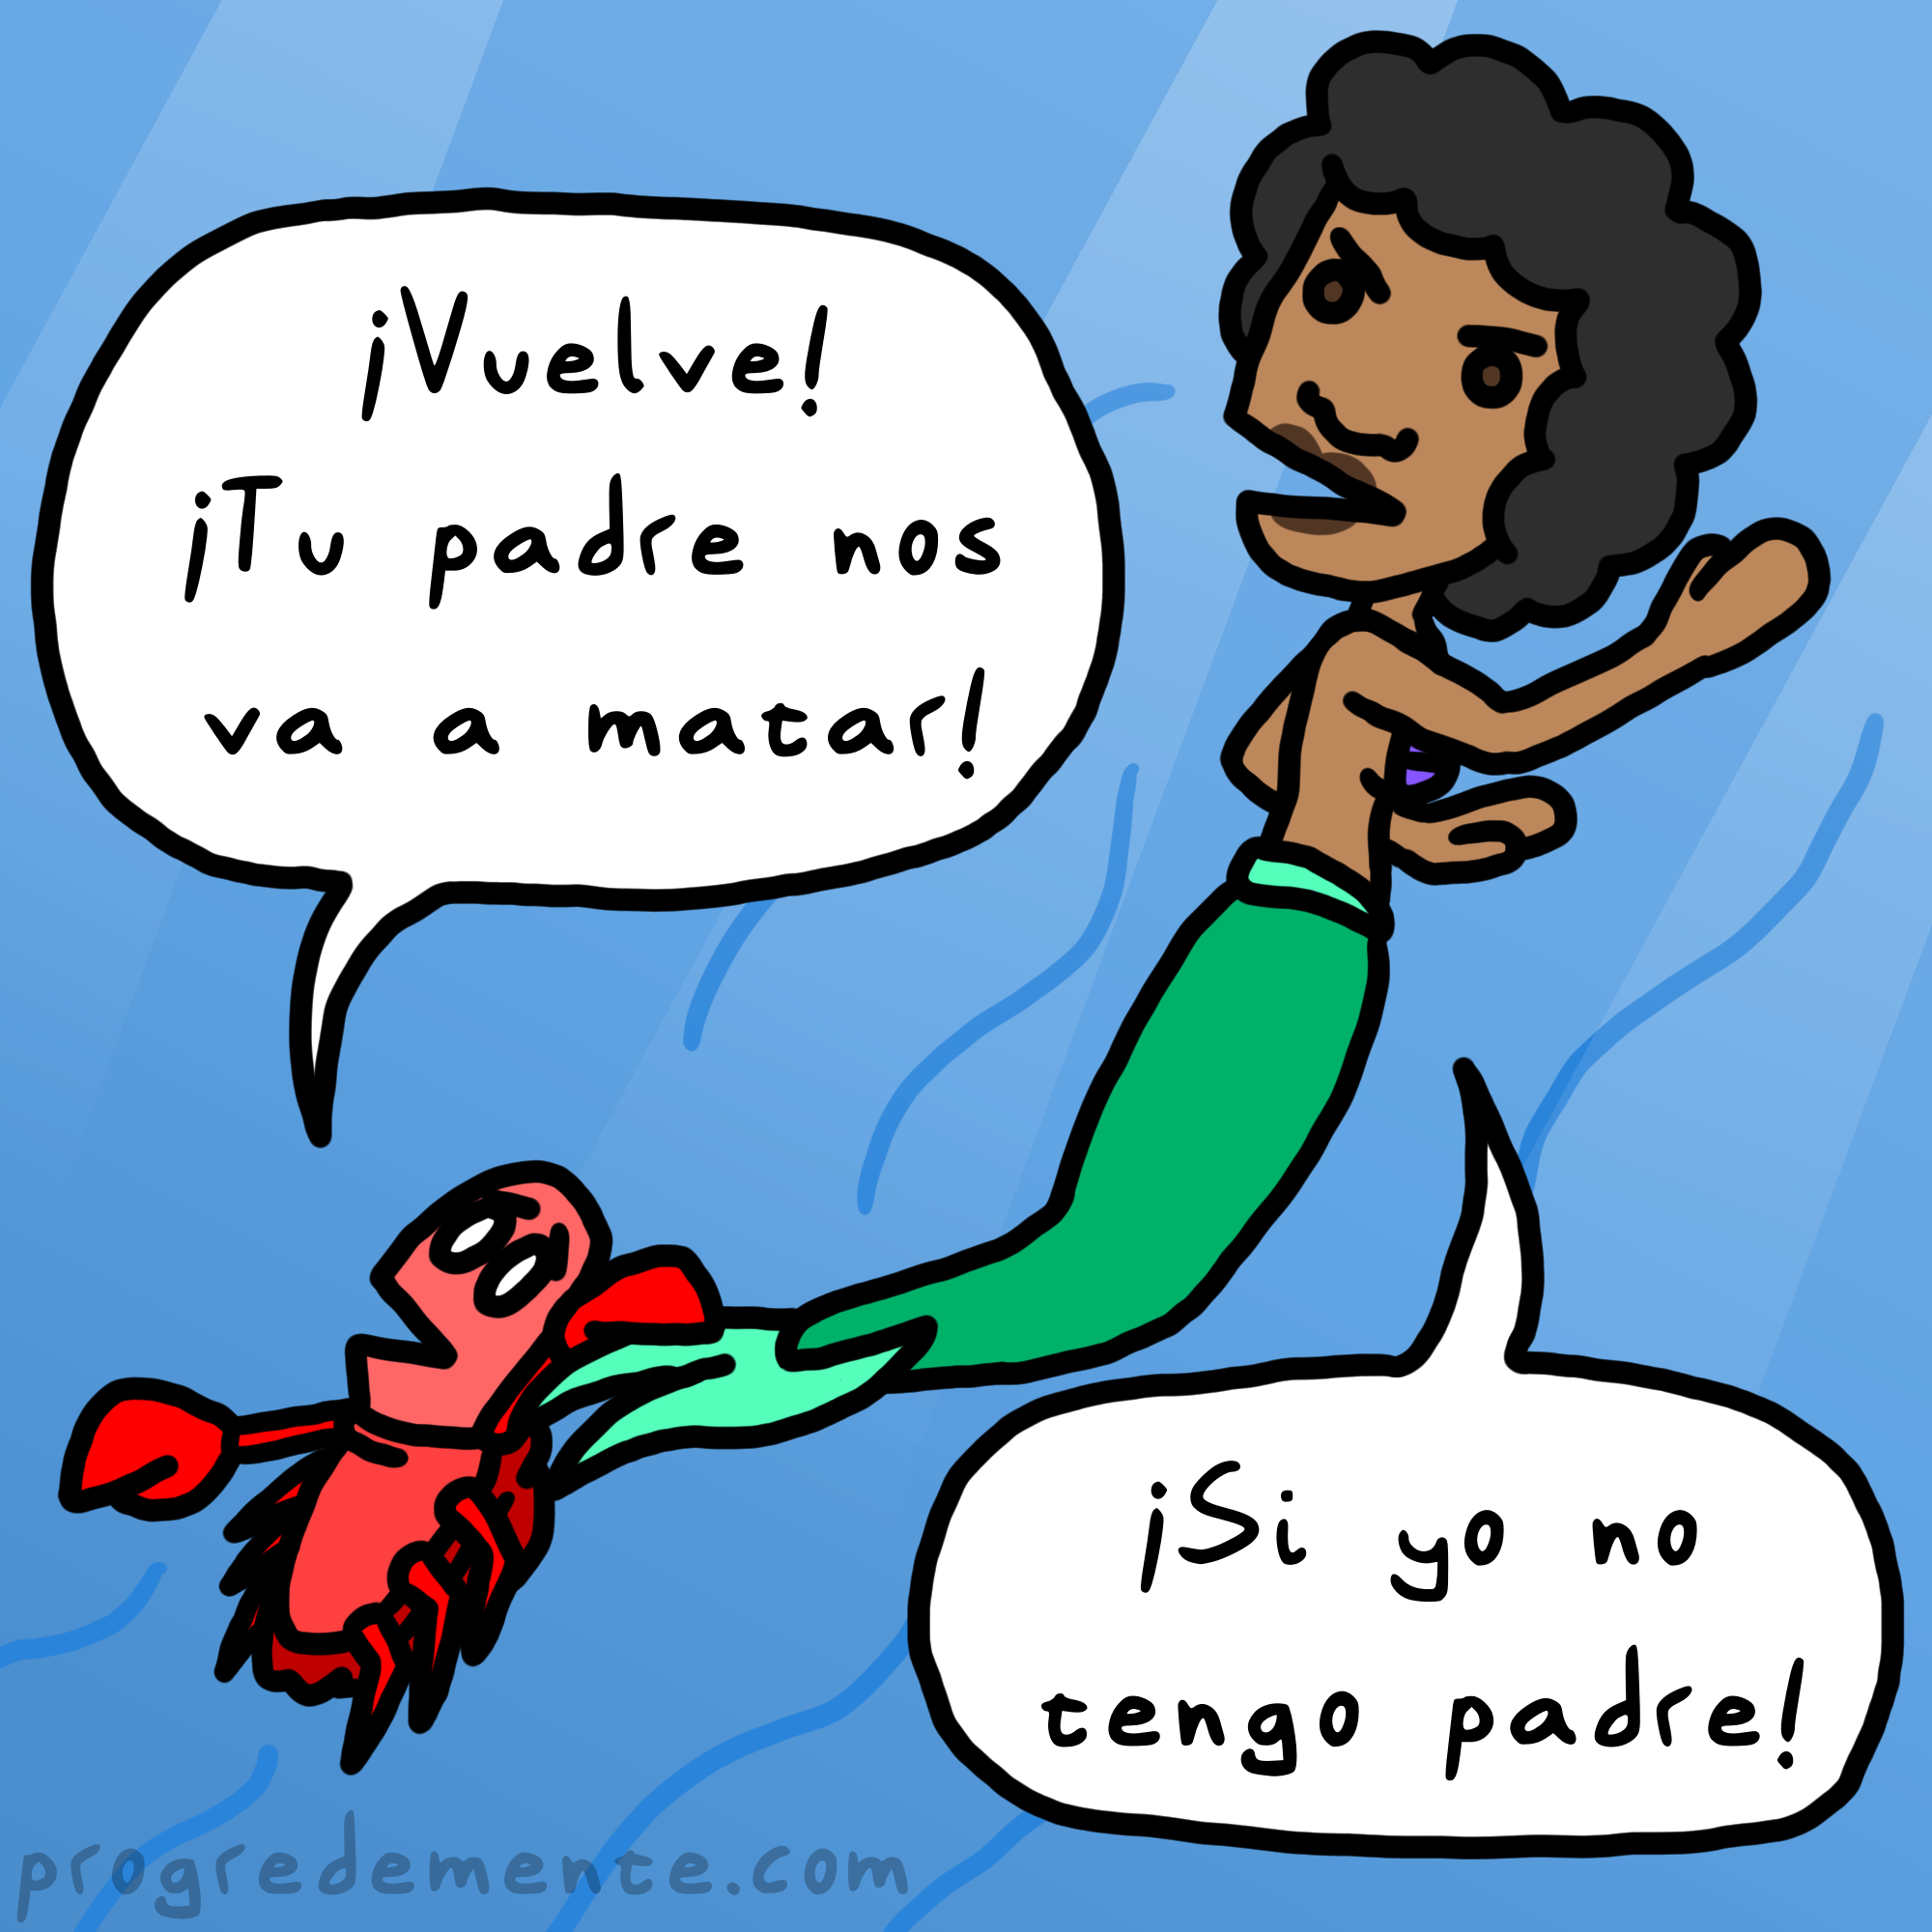 ¡Vuelve!
¡Tu padre nos
va a matar!
¡Si yo no
tengo padre!
progredemente.com